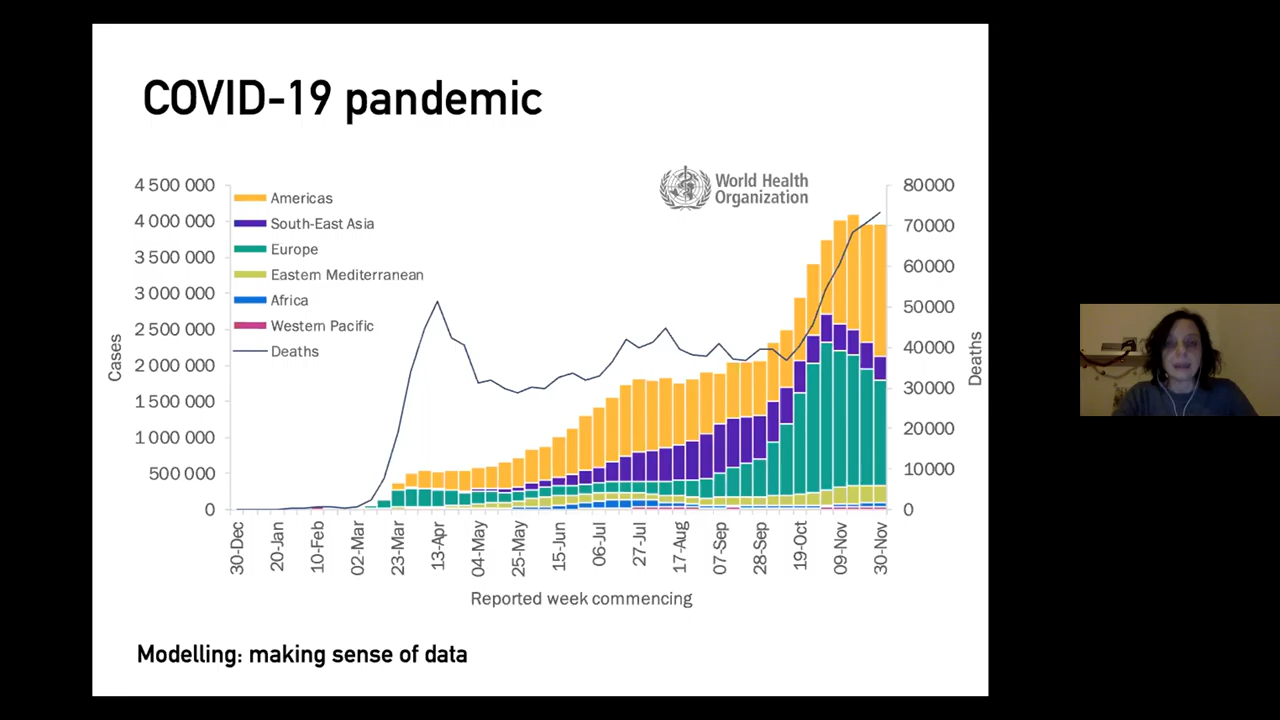 COVID-19 pandemic
World Health
Organization
4 500 000
4 000 000
3 500 000
3 000 000
2 500 000
2 000 000
1 500 000
1 000 000
500 000
0
Cases
Americas
South-East Asia
Europe
Eastern Mediterranean
Africa
Western Pacific
Deaths
80000
70000
60000
50000
40000
30000
20000
10000
0
Deaths
30-Dec
20-Jan
10-Feb
02-Mar
23-Mar
13-Apr
04-May
25-May
15-Jun
06-Jul
27-Jul
17-Aug
07-Sep
28-Sep
19-Oct
09-Nov
30-Nov
Reported week commencing
Modelling: making sense of data